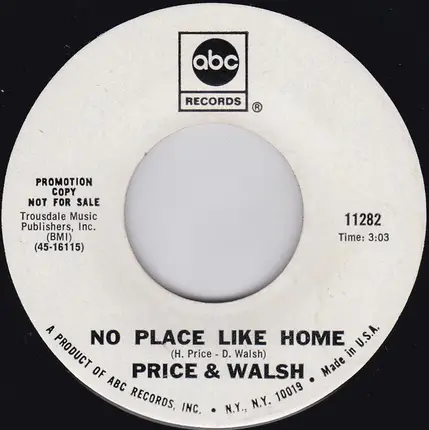 abc
RECORDS
®
PROMOTION
COPY
NOT FOR SALE
Trousdale Music
Publishers, Inc.
(BMI)
(45-16115)
11282
Time: 3:03
NO PLACE LIKE HOME
(H. Price - D. Walsh)
PRICE & WALSH
A PRODUCT OF ABC RECORDS, INC. • N.Y., N.Y. 10019 • Made in U.S.A.